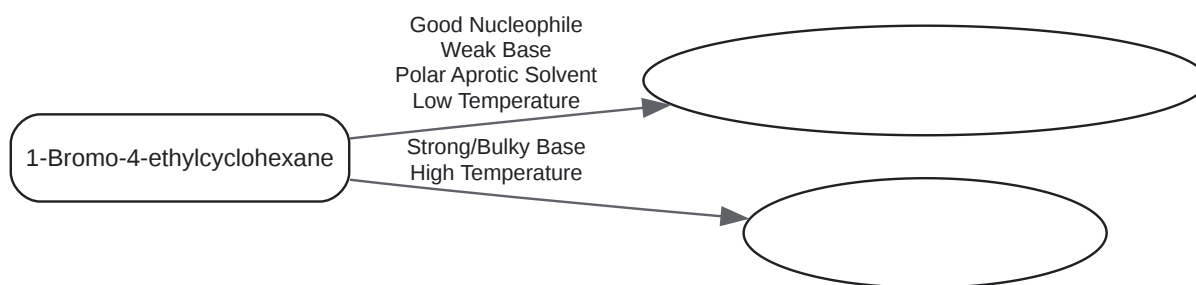 Good Nucleophile
Weak Base
Polar Aprotic Solvent
Low Temperature
1-Bromo-4-ethylcyclohexane
Strong/Bulky Base
High Temperature